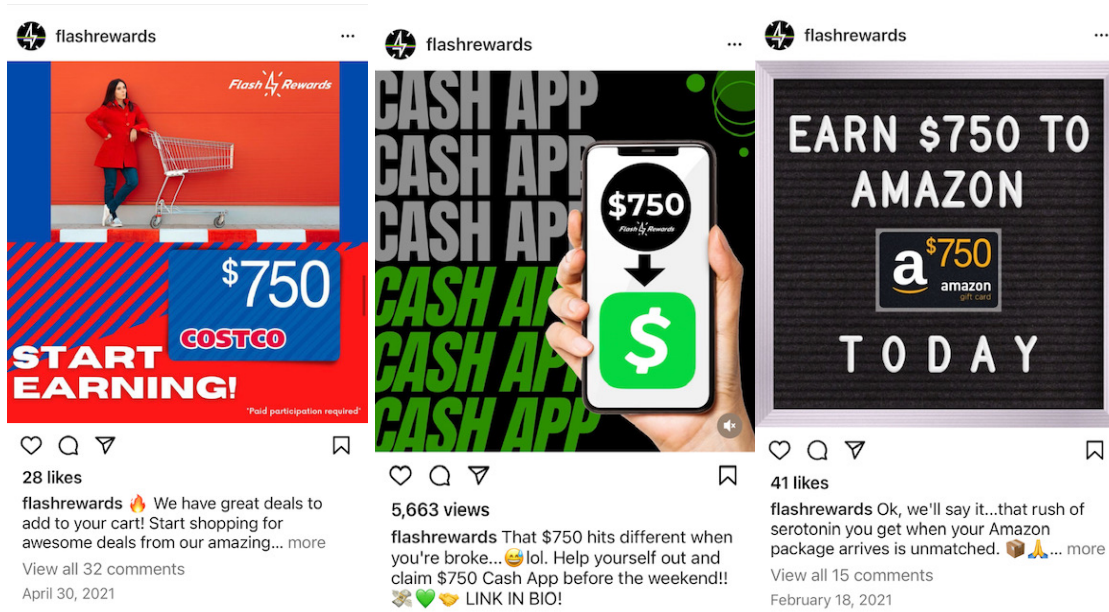 flashrewards
Flash Rewards
$750
COSTCO
START
EARNING!
*Paid participation required*
28 likes
flashrewards 🔥 We have great deals to
add to your cart! Start shopping for
awesome deals from our amazing... more
View all 32 comments
April 30, 2021
flashrewards
CASH APP
CASH APP
CASH APP
CASH APP
CASH APP
CASH APP
$750
Flash Rewards
$
5,663 views
flashrewards That $750 hits different when
you're broke...😅lol. Help yourself out and
claim $750 Cash App before the weekend!!
💸💚🤝 LINK IN BIO!
flashrewards
EARN $750 TO
AMAZON
a $750
amazon
gift card
TODAY
41 likes
flashrewards Ok, we'll say it...that rush of
serotonin you get when your Amazon
package arrives is unmatched. 📦🙏... more
View all 15 comments
February 18, 2021